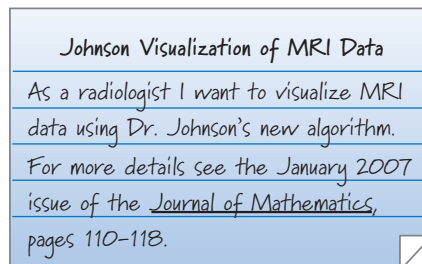 Johnson Visualization of MRI Data
As a radiologist I want to visualize MRI
data using Dr. Johnson's new algorithm.
For more details see the January 2007
issue of the Journal of Mathematics,
pages 110–118.